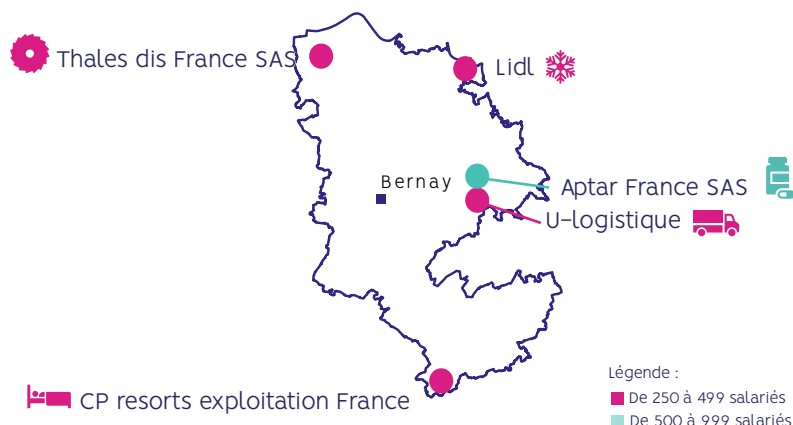 Thales dis France SAS
Lidl
Bernay
Aptar France SAS
U-logistique
CP resorts exploitation France
Légende :
De 250 à 499 salariés
De 500 à 999 salariés